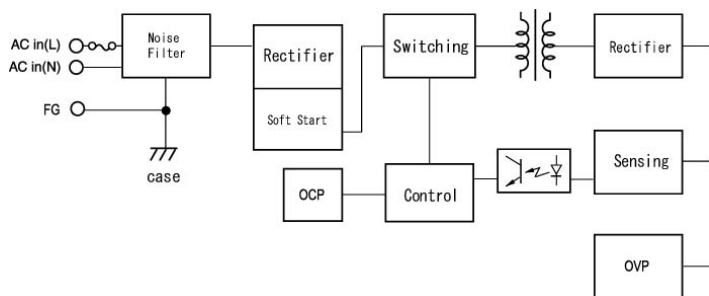 AC in(L)
Noise
Filter
AC in(N)
FG
case
Rectifier
Soft Start
Switching
Rectifier
OCP
Control
Sensing
OVP